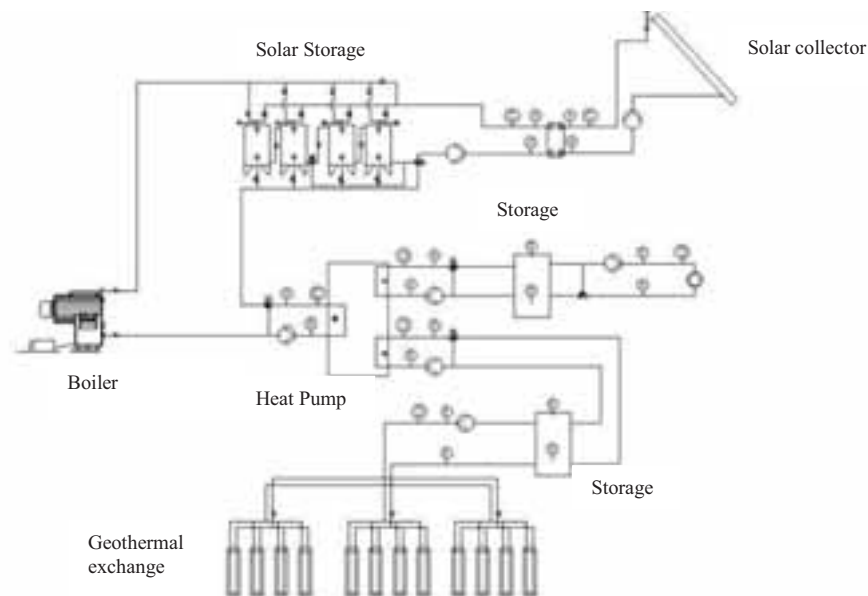 Solar Storage
Solar collector
Storage
Boiler
Heat Pump
Storage
Geothermal
exchange